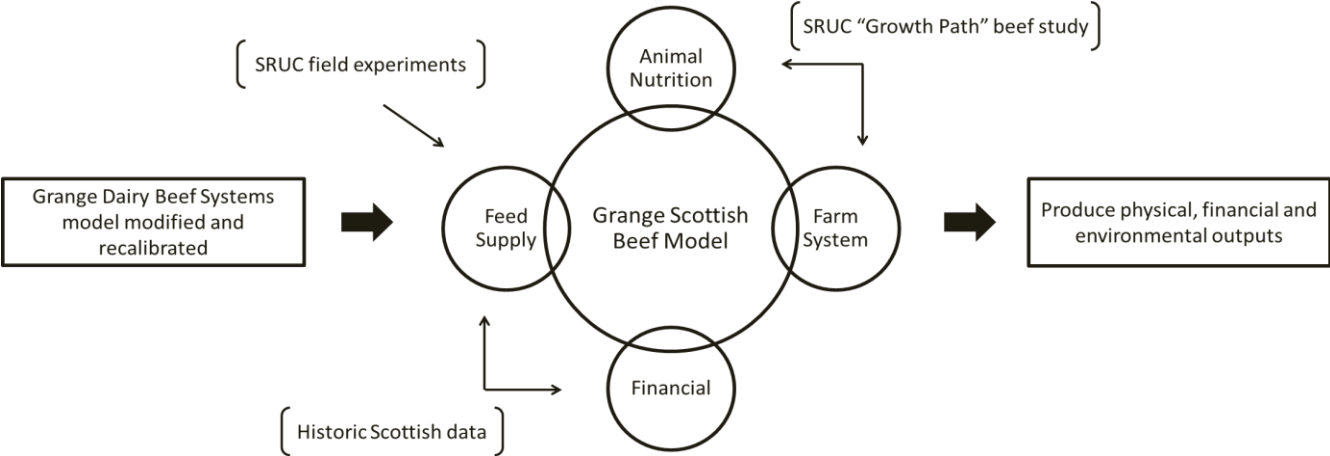 SRUC “Growth Path” beef study
SRUC field experiments
Animal
Nutrition
Grange Dairy Beef Systems
model modified and
recalibrated
Feed
Supply
Grange Scottish
Beef Model
Farm
System
Produce physical, financial and
environmental outputs
Financial
Historic Scottish data